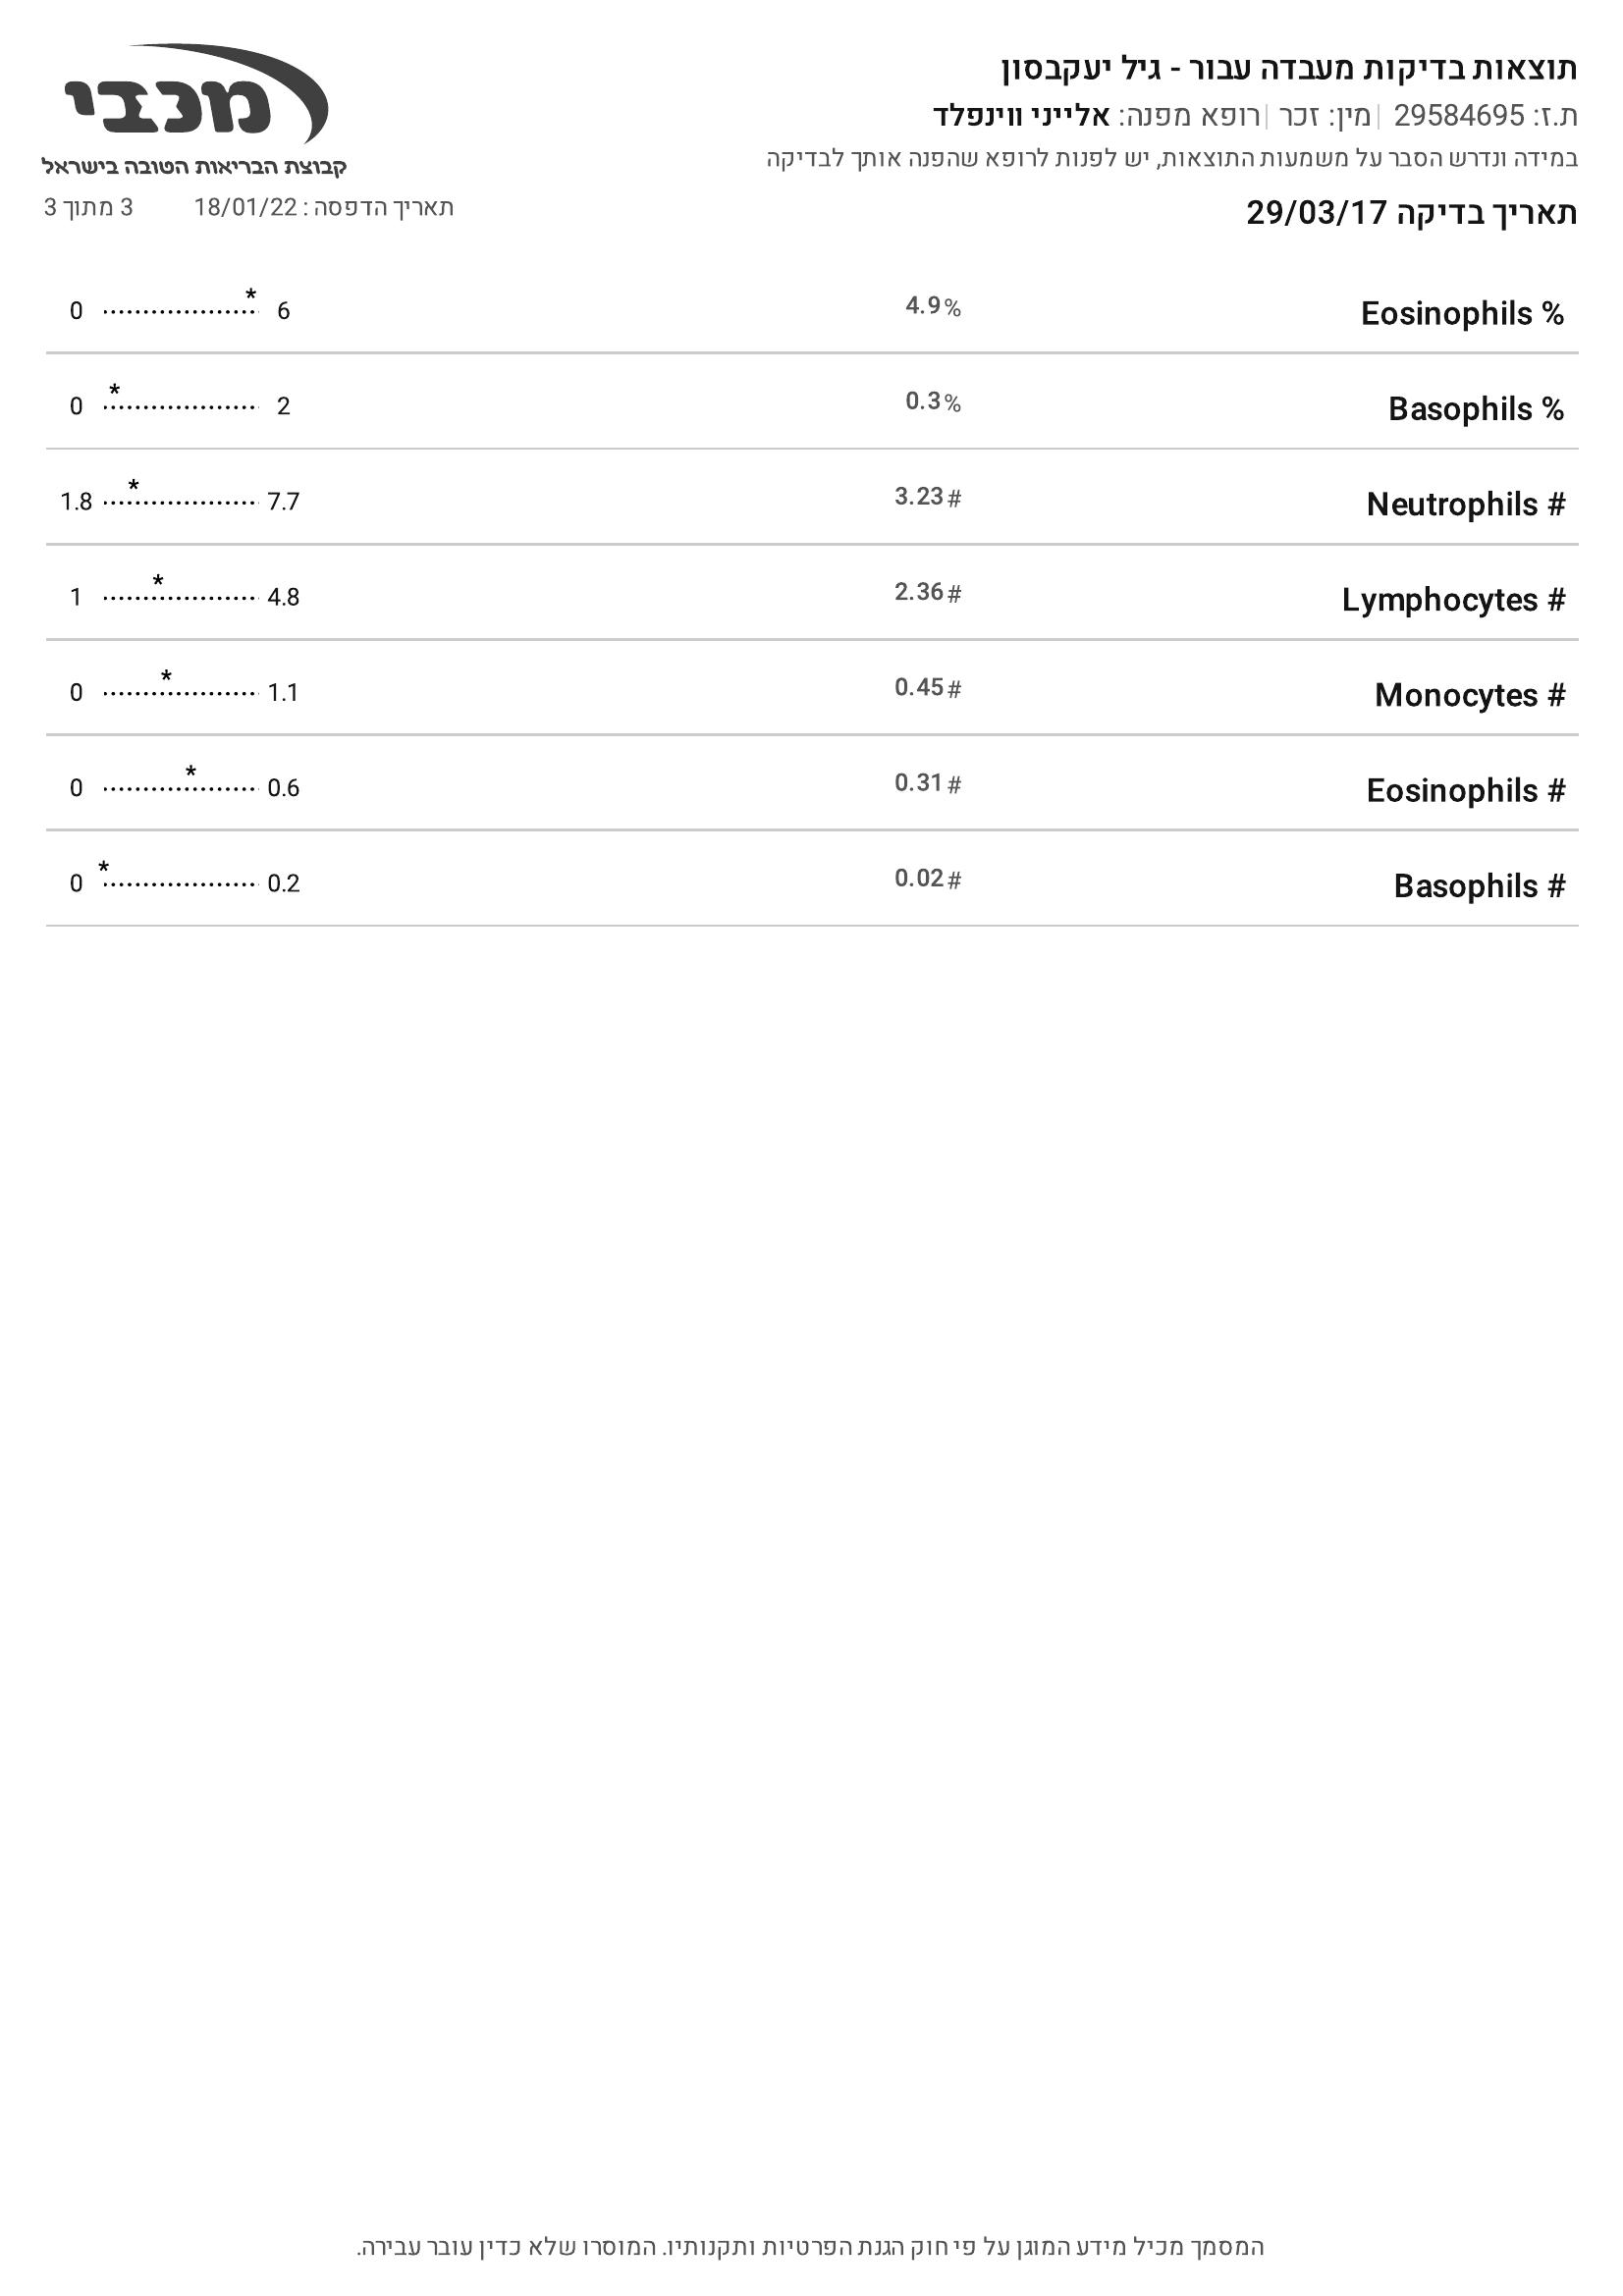 תוצאות בדיקות מעבדה עבור - גיל יעקבסון
ת.ז: 29584695 | מין: זכר | רופא מפנה: אלייני ווינפלד
במידה ונדרש הסבר על משמעות התוצאות, יש לפנות לרופא שהפנה אותך לבדיקה
תאריך בדיקה 29/03/17
מכבי
קבוצת הבריאות הטובה בישראל
תאריך הדפסה : 18/01/22 3 מתוך 3
Eosinophils % 4.9% 0 * 6
Basophils % 0.3% 0 * 2
Neutrophils # 3.23# 1.8 * 7.7
Lymphocytes # 2.36# 1 * 4.8
Monocytes # 0.45# 0 * 1.1
Eosinophils # 0.31# 0 * 0.6
Basophils # 0.02# 0 * 0.2
המסמך מכיל מידע המוגן על פי חוק הגנת הפרטיות ותקנותיו. המוסרו שלא כדין עובר עבירה.